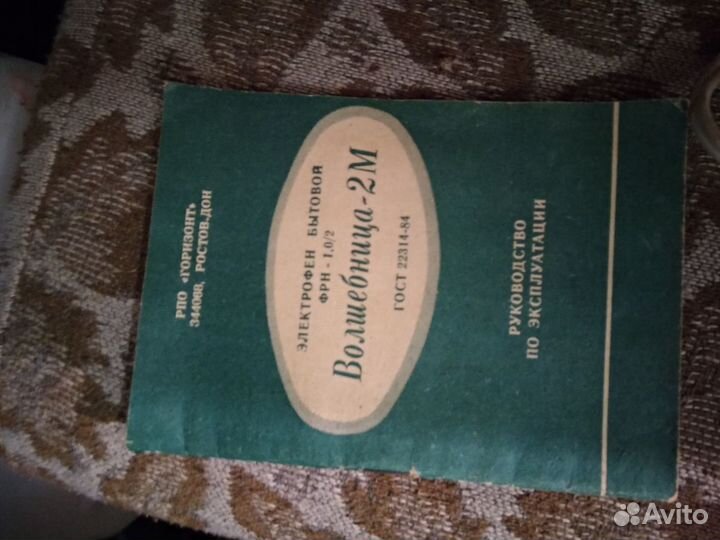 РПО «ГОРИЗОНТ»
344068, РОСТОВ-ДОН
ЭЛЕКТРОФЕН БЫТОВОЙ
ФРН - 1,0/2
Волшебница-2М
ГОСТ 22314-84
РУКОВОДСТВО
ПО ЭКСПЛУАТАЦИИ
Avito